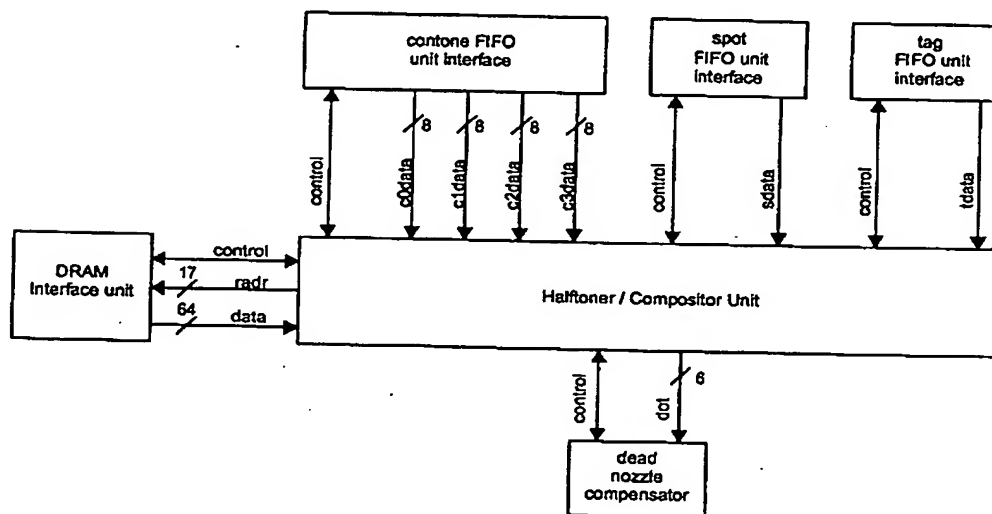 contone FIFO
unit interface
spot
FIFO unit
interface
tag
FIFO unit
interface
control
8
c0data
8
c1data
8
c2data
8
c3data
control
sdata
control
tdata
DRAM
Interface unit
control
17
radr
64
data
Halftoner / Compositor Unit
control
dot
6
dead
nozzle
compensator